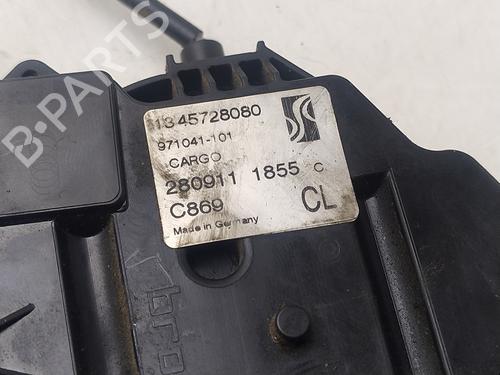 B-PARTS
1345728080
971041-101
CARGO
280911 1855 C
C869 CL
Made in Germany